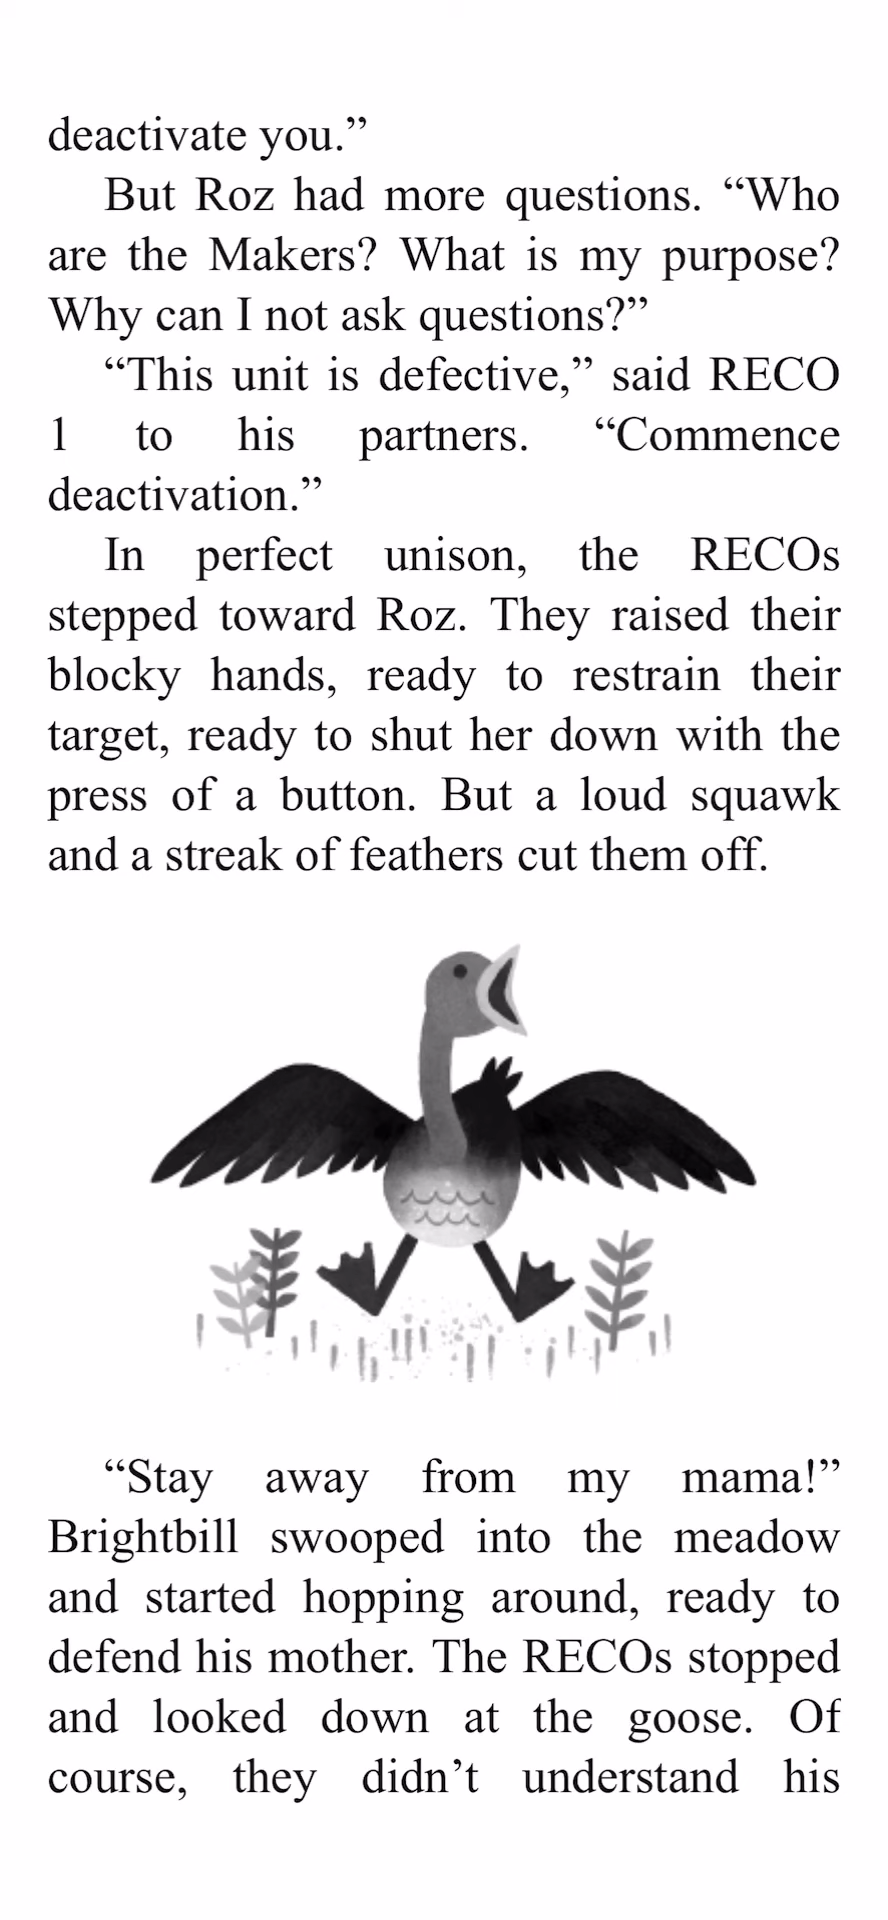 deactivate you.”
But Roz had more questions. “Who
are the Makers? What is my purpose?
Why can I not ask questions?”
“This unit is defective,” said RECO
1 to his partners. “Commence
deactivation.”
In perfect unison, the RECOs
stepped toward Roz. They raised their
blocky hands, ready to restrain their
target, ready to shut her down with the
press of a button. But a loud squawk
and a streak of feathers cut them off.
“Stay away from my mama!”
Brightbill swooped into the meadow
and started hopping around, ready to
defend his mother. The RECOs stopped
and looked down at the goose. Of
course, they didn’t understand his